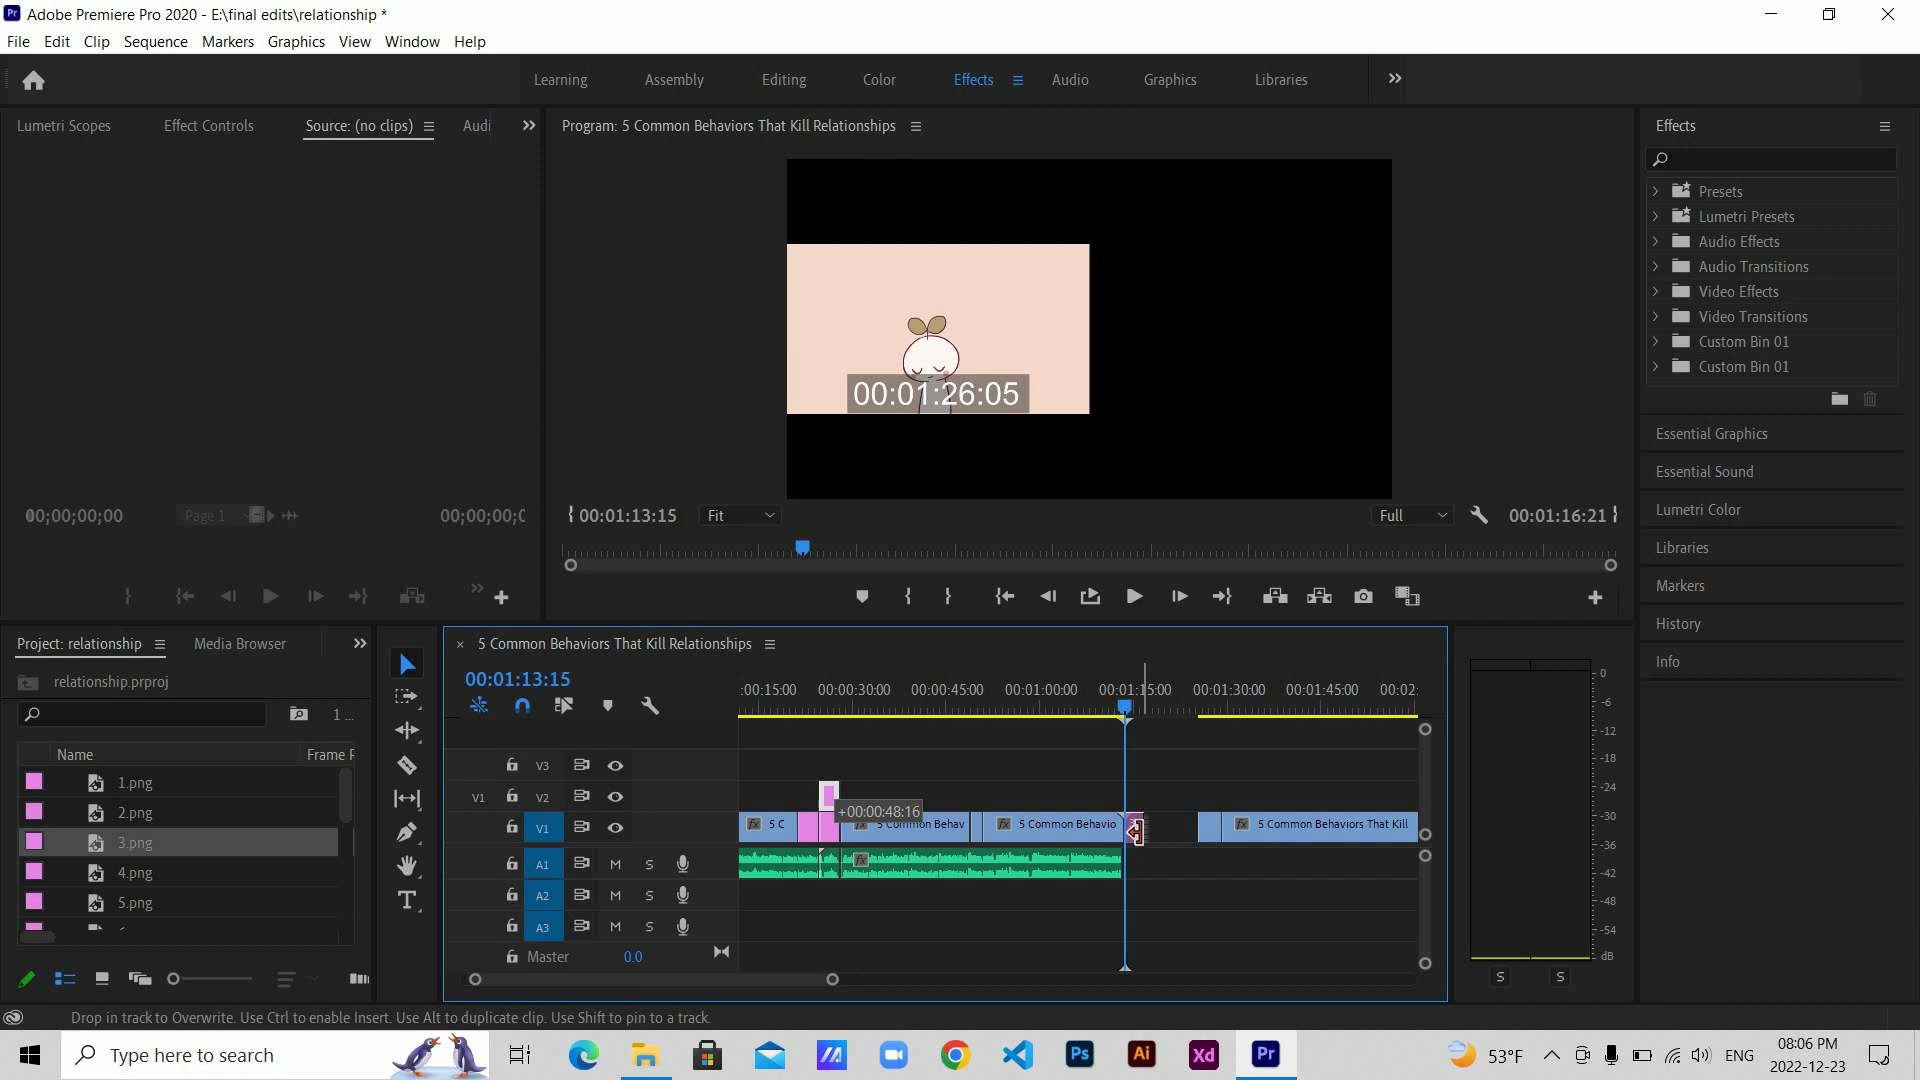 Adobe Premiere Pro 2020 - E:\final edits\relationship *
File Edit Clip Sequence Markers Graphics View Window Help
Learning Assembly Editing Color Effects Audio Graphics Libraries
Lumetri Scopes Effect Controls Source: (no clips) Audi
Program: 5 Common Behaviors That Kill Relationships
Effects
Presets
Lumetri Presets
Audio Effects
Audio Transitions
Video Effects
Video Transitions
Custom Bin 01
Custom Bin 01
00:01:26:05
Essential Graphics
Essential Sound
Lumetri Color
Libraries
Markers
History
Info
00;00;00;00 Page 1 00;00;00;0
00:01:13:15 Fit Full 00:01:16:21
Project: relationship Media Browser
relationship.prproj
1 ...
Name Frame R
1.png
2.png
3.png
4.png
5.png
5 Common Behaviors That Kill Relationships
00:01:13:15
:00:15:00 00:00:30:00 00:00:45:00 00:01:00:00 00:01:15:00 00:01:30:00 00:01:45:00 00:02:
V3
V1 V2
+00:00:48:16
V1 5 C 5 Common Behav 5 Common Behavio 5 Common Behaviors That Kill
A1 M S
A2 M S
A3 M S
Master 0.0
0
-6
-12
-18
-24
-30
-36
-42
-48
-54
dB
S S
Drop in track to Overwrite. Use Ctrl to enable Insert. Use Alt to duplicate clip. Use Shift to pin to a track.
Type here to search
Ps Ai Xd Pr
53°F ENG
08:06 PM
2022-12-23